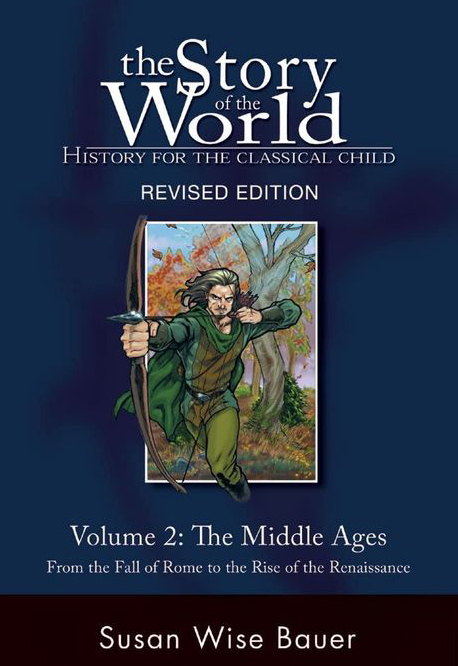 the Story
of the
World
HISTORY FOR THE CLASSICAL CHILD
REVISED EDITION
Volume 2: The Middle Ages
From the Fall of Rome to the Rise of the Renaissance
Susan Wise Bauer